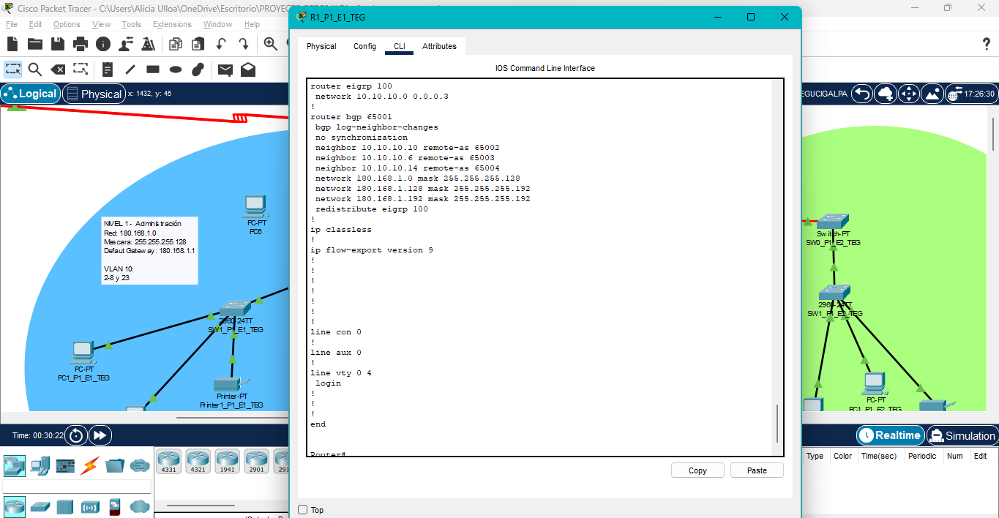 Cisco Packet Tracer - C:\Users\Alicia Ulloa\OneDrive\Escritorio\PROYECTO
R1_P1_E1_TEG
File Edit Options View Tools Extensions Window Help
Physical Config CLI Attributes
IOS Command Line Interface
Logical Physical x: 1432, y: 45
EGUCIGALPA 17:26:30
router eigrp 100
network 10.10.10.0 0.0.0.3
!
router bgp 65001
bgp log-neighbor-changes
no synchronization
neighbor 10.10.10.10 remote-as 65002
neighbor 10.10.10.6 remote-as 65003
neighbor 10.10.10.14 remote-as 65004
network 180.168.1.0 mask 255.255.255.128
network 180.168.1.128 mask 255.255.255.192
network 180.168.1.192 mask 255.255.255.192
redistribute eigrp 100
!
ip classless
!
ip flow-export version 9
!
!
!
!
!
!
!
line con 0
!
line aux 0
!
line vty 0 4
login
!
!
!
end
Router#
Copy Paste
Top
PC-PT
PC6
NIVEL 1 - Administración
Red: 180.168.1.0
Mascara: 255.255.255.128
Defaut Gateway: 180.168.1.1
VLAN 10:
2-8 y 23
2960-24TT
SW1_P1_E1_TEG
PC-PT
PC1_P1_E1_TEG
Printer-PT
Printer1_P1_E1_TEG
Switch-PT
SW0_P1_E2_TEG
2960-24TT
SW1_P1_E2_TEG
PC-PT
PC1_P1_E2_TEG
Time: 00:30:22
Realtime Simulation
4331 4321 1941 2901 291
Type Color Time(sec) Periodic Num Edit